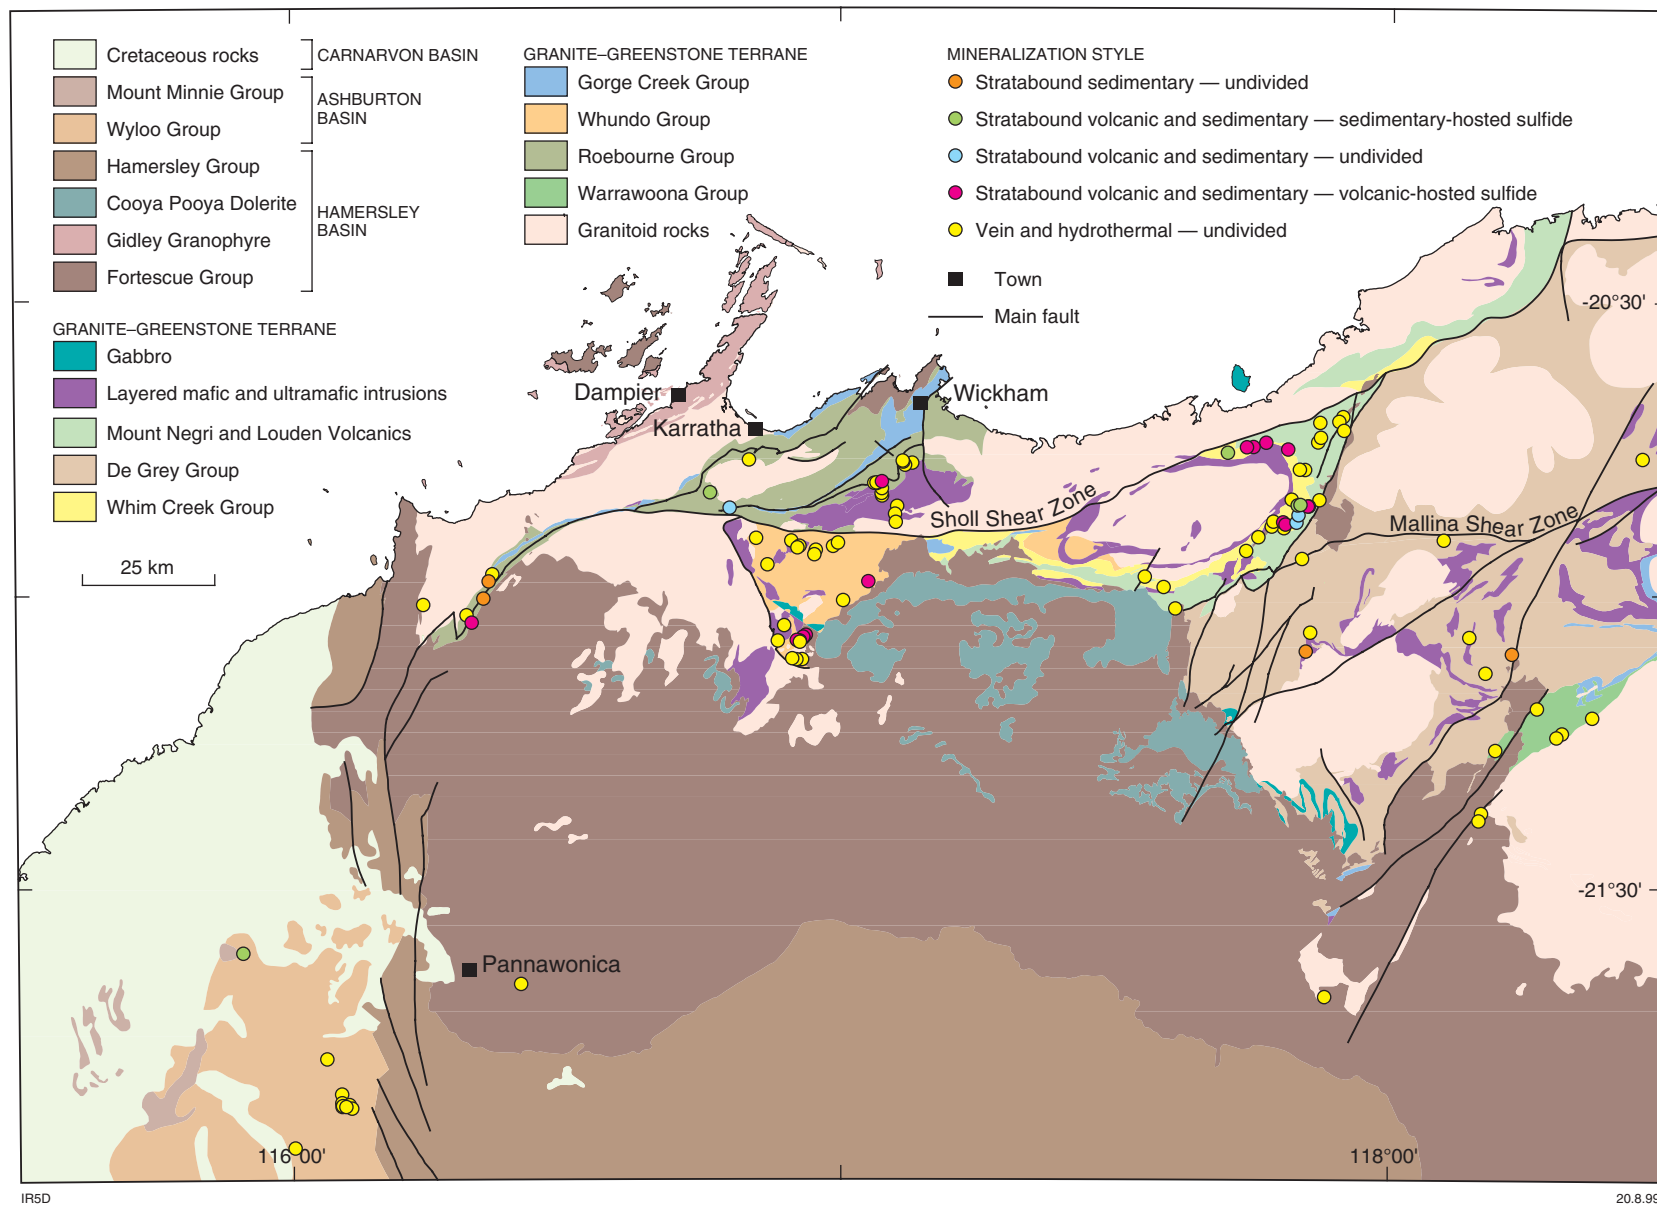 Cretaceous rocks
CARNARVON BASIN
Mount Minnie Group
Wyloo Group
ASHBURTON
BASIN
Hamersley Group
Cooya Pooya Dolerite
Gidley Granophyre
Fortescue Group
HAMERSLEY
BASIN
GRANITE–GREENSTONE TERRANE
Gabbro
Layered mafic and ultramafic intrusions
Mount Negri and Louden Volcanics
De Grey Group
Whim Creek Group
25 km
GRANITE–GREENSTONE TERRANE
Gorge Creek Group
Whundo Group
Roebourne Group
Warrawoona Group
Granitoid rocks
MINERALIZATION STYLE
Stratabound sedimentary — undivided
Stratabound volcanic and sedimentary — sedimentary-hosted sulfide
Stratabound volcanic and sedimentary — undivided
Stratabound volcanic and sedimentary — volcanic-hosted sulfide
Vein and hydrothermal — undivided
Town
Main fault
-20°30'
Dampier
Wickham
Karratha
Sholl Shear Zone
Mallina Shear Zone
-21°30'
Pannawonica
116°00'
118°00'
IR5D
20.8.99